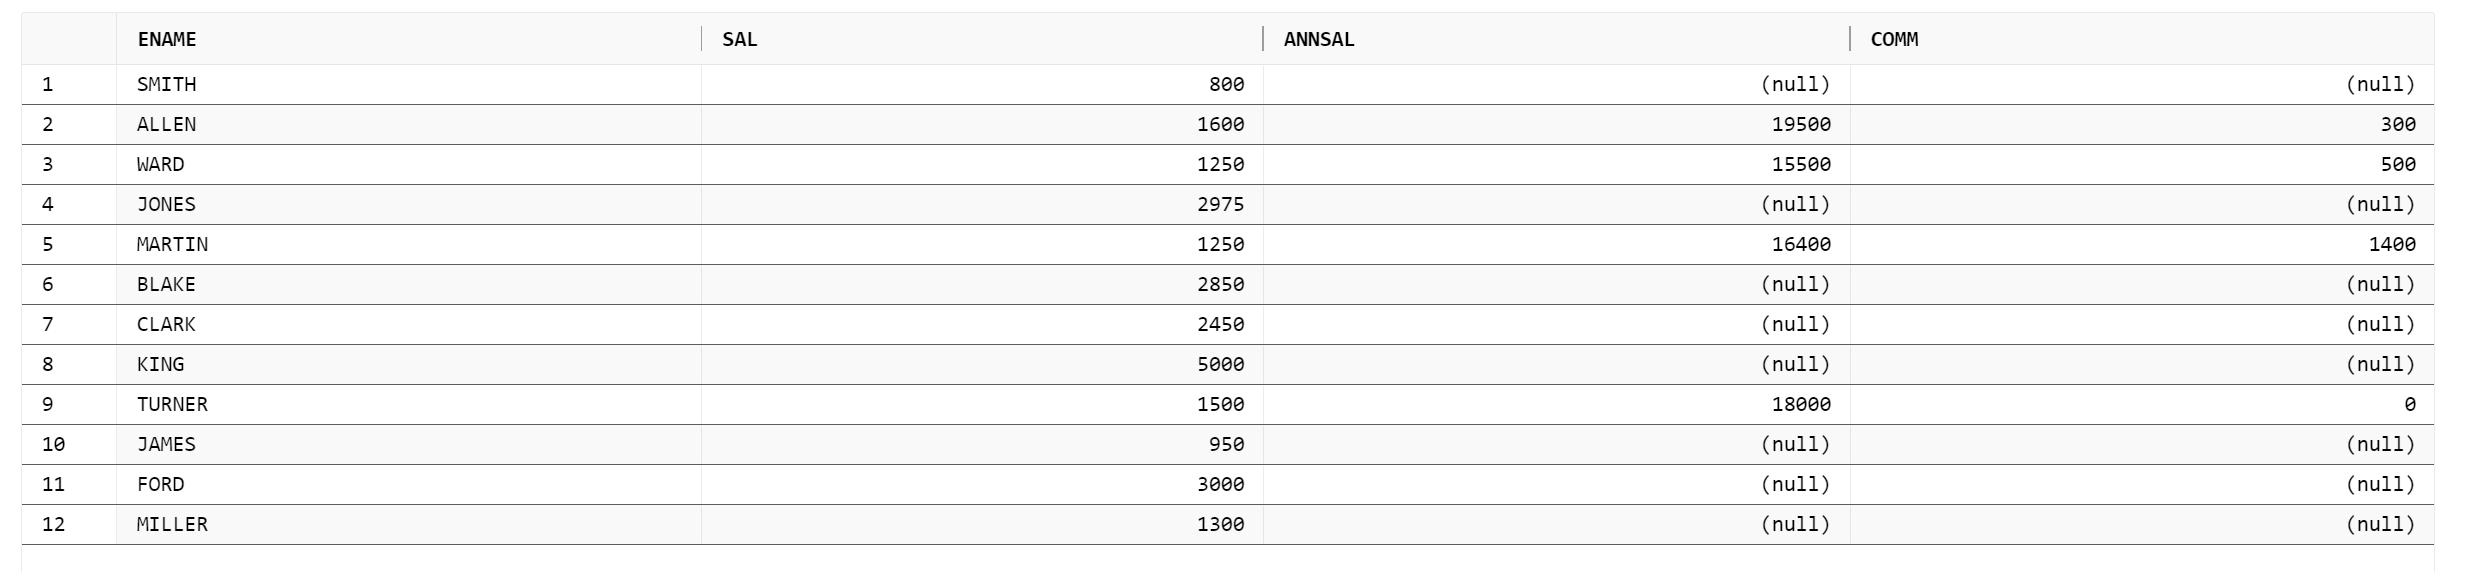 ENAME SAL ANNSAL COMM
1 SMITH 800 (null) (null)
2 ALLEN 1600 19500 300
3 WARD 1250 15500 500
4 JONES 2975 (null) (null)
5 MARTIN 1250 16400 1400
6 BLAKE 2850 (null) (null)
7 CLARK 2450 (null) (null)
8 KING 5000 (null) (null)
9 TURNER 1500 18000 0
10 JAMES 950 (null) (null)
11 FORD 3000 (null) (null)
12 MILLER 1300 (null) (null)